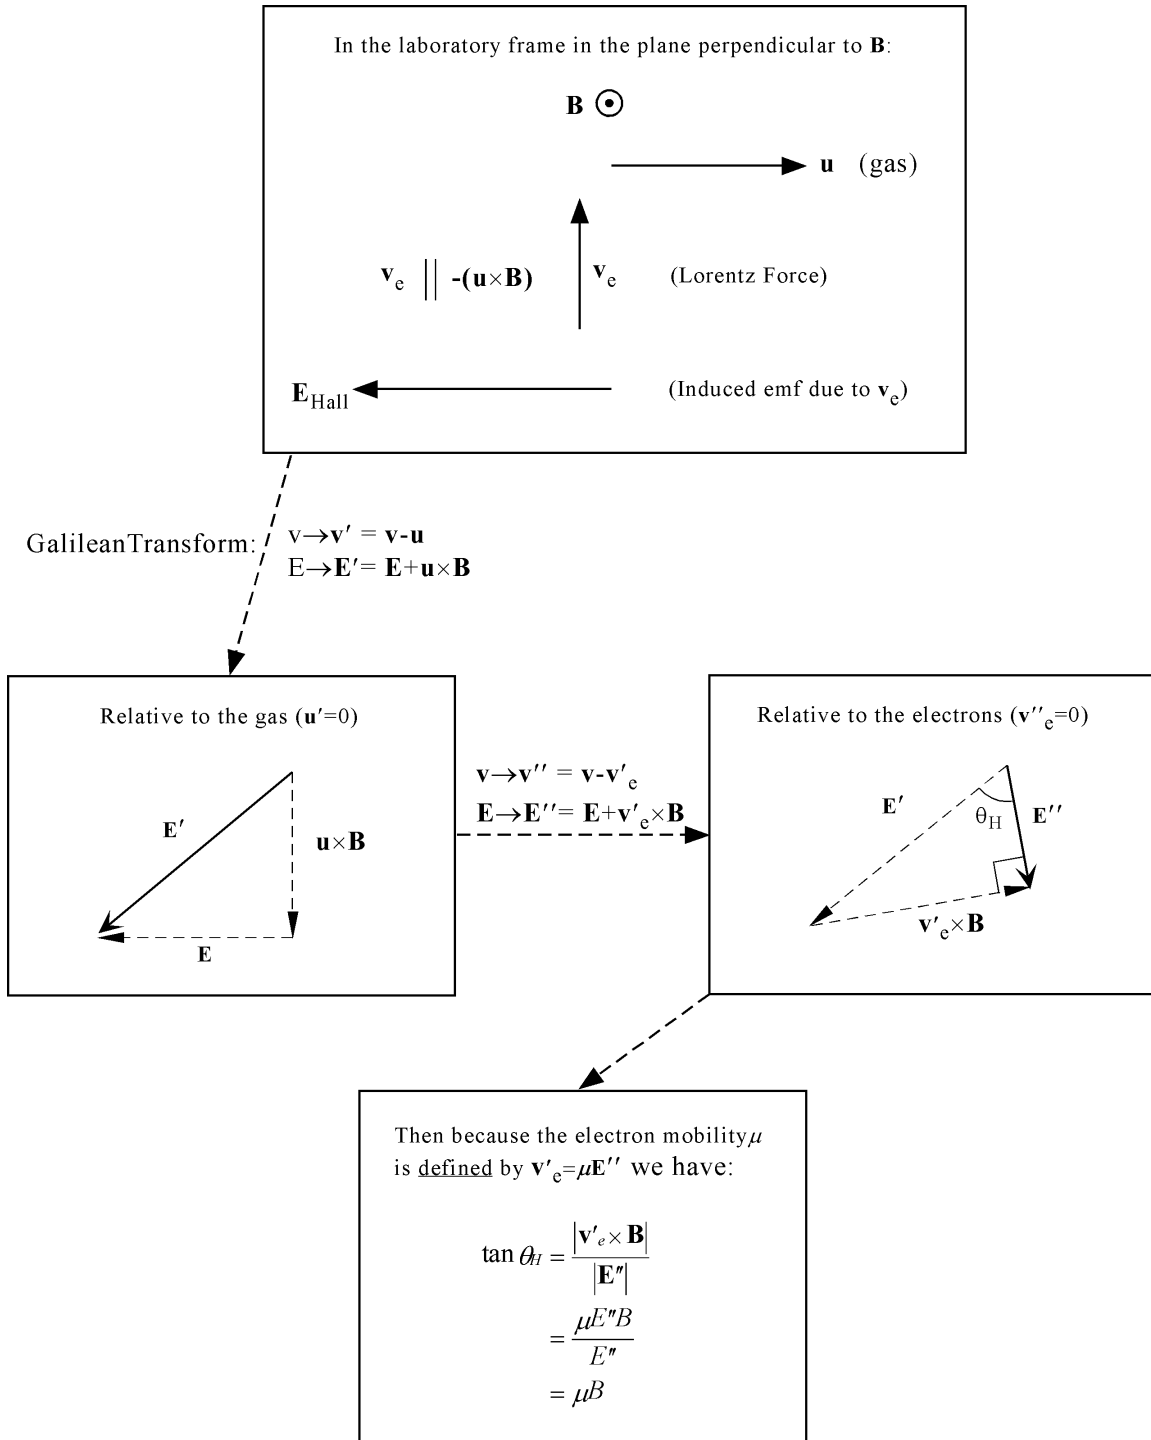 In the laboratory frame in the plane perpendicular to B:
B
u (gas)
v_e || -(u×B)
v_e
(Lorentz Force)
E_Hall
(Induced emf due to v_e)
GalileanTransform:
v→v′ = v-u
E→E′= E+u×B
Relative to the gas (u′=0)
E′
u×B
E
v→v′′ = v-v′_e
E→E′′= E+v′_e×B
Relative to the electrons (v′′_e=0)
E′
θ_H
E′′
v′_e×B
Then because the electron mobility μ
is defined by v′_e=μE′′ we have:
tan θ_H = |v′_e × B| / |E″|
= μE″B / E″
= μB